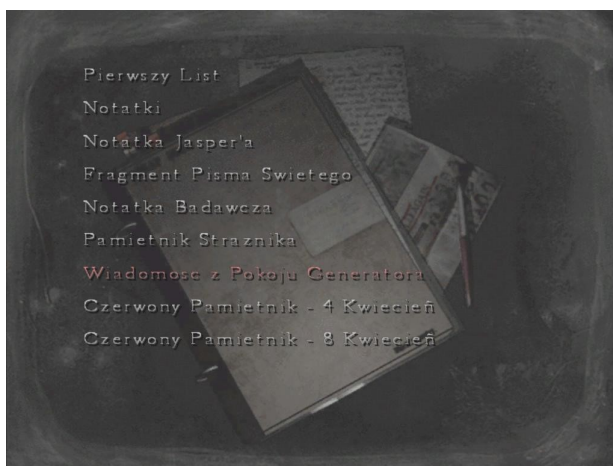 Pierwszy List
Notatki
Notatka Jasper'a
Fragment Pisma Swietego
Notatka Badawcza
Pamietnik Straznika
Wiadomosc z Pokoju Generatora
Czerwony Pamietnik - 4 Kwiecień
Czerwony Pamietnik - 8 Kwiecień